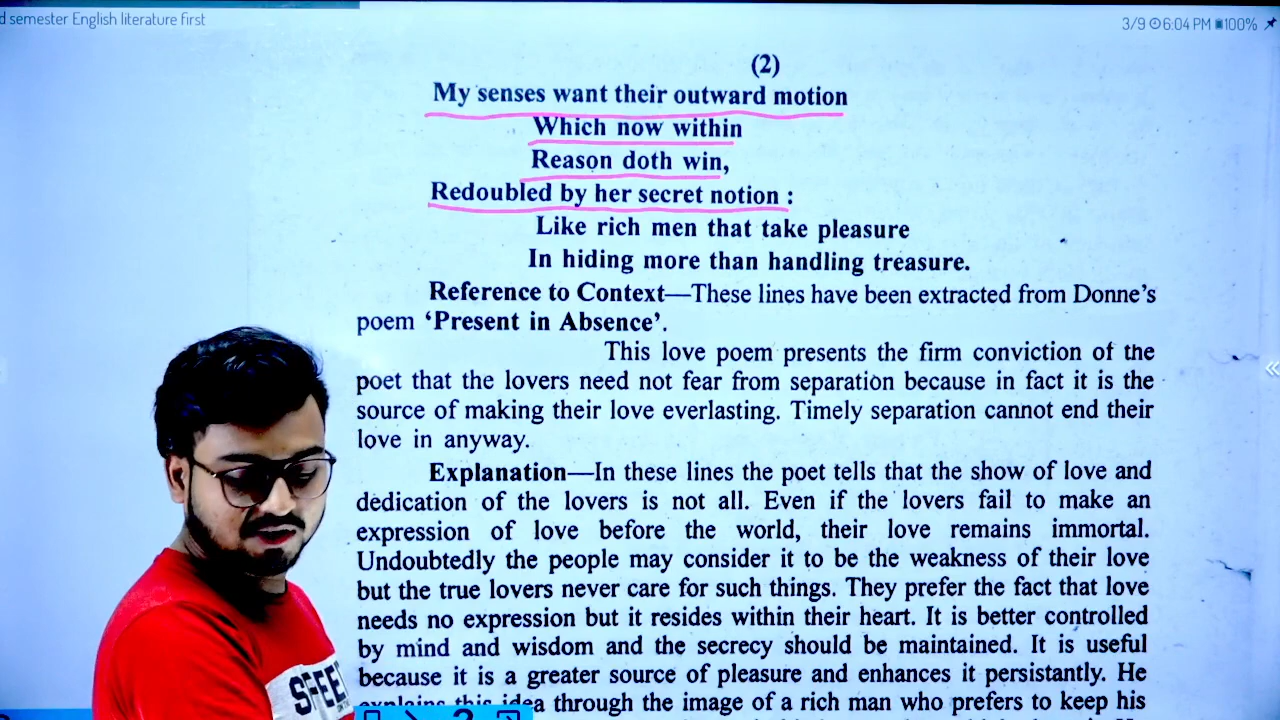 d semester English literature first
3/9 6:04 PM 100%
(2)
My senses want their outward motion
Which now within
Reason doth win,
Redoubled by her secret notion :
Like rich men that take pleasure
In hiding more than handling treasure.
Reference to Context—These lines have been extracted from Donne's
poem ‘Present in Absence’.
This love poem presents the firm conviction of the
poet that the lovers need not fear from separation because in fact it is the
source of making their love everlasting. Timely separation cannot end their
love in anyway.
Explanation—In these lines the poet tells that the show of love and
dedication of the lovers is not all. Even if the lovers fail to make an
expression of love before the world, their love remains immortal.
Undoubtedly the people may consider it to be the weakness of their love
but the true lovers never care for such things. They prefer the fact that love
needs no expression but it resides within their heart. It is better controlled
by mind and wisdom and the secrecy should be maintained. It is useful
because it is a greater source of pleasure and enhances it persistently. He
explains this idea through the image of a rich man who prefers to keep his